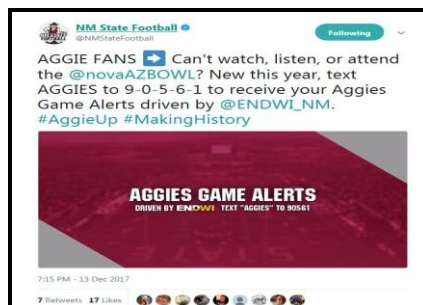 NM State Football
@NMStateFootball
Following
AGGIE FANS ➡ Can't watch, listen, or attend
the @novaAZBOWL? New this year, text
AGGIES to 9-0-5-6-1 to receive your Aggies
Game Alerts driven by @ENDWI_NM.
#AggieUp #MakingHistory
AGGIES GAME ALERTS
DRIVEN BY ENDWI TEXT "AGGIES" TO 90561
7:15 PM - 13 Dec 2017
7 Retweets 17 Likes